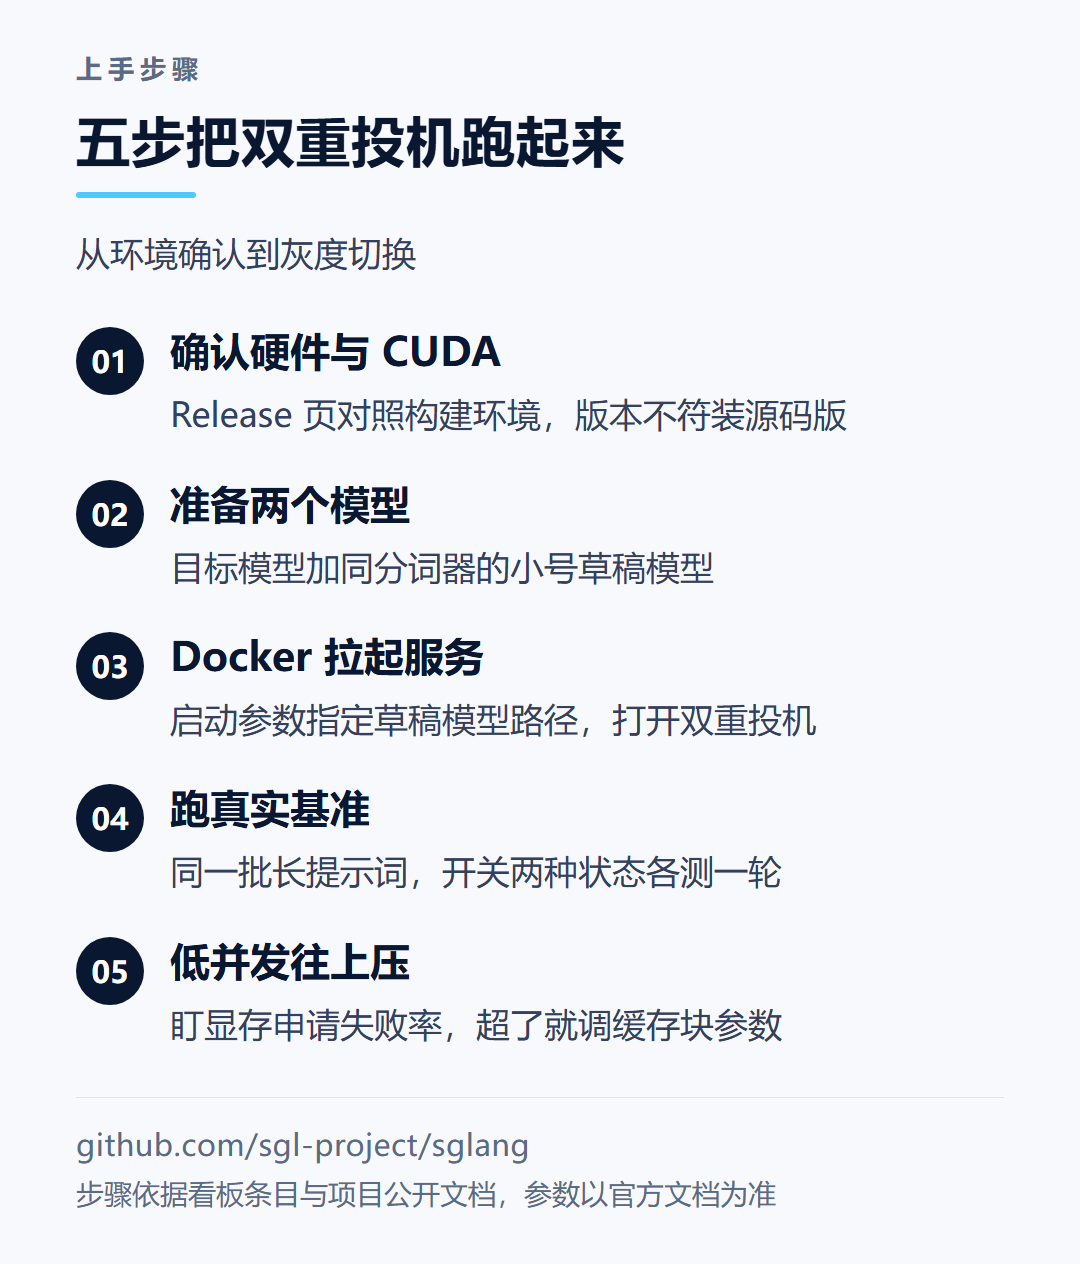 上手步骤
五步把双重投机跑起来
从环境确认到灰度切换
01
确认硬件与 CUDA
Release 页对照构建环境，版本不符装源码版
02
准备两个模型
目标模型加同分词器的小号草稿模型
03
Docker 拉起服务
启动参数指定草稿模型路径，打开双重投机
04
跑真实基准
同一批长提示词，开关两种状态各测一轮
05
低并发往上压
盯显存申请失败率，超了就调缓存块参数
github.com/sgl-project/sglang
步骤依据看板条目与项目公开文档，参数以官方文档为准